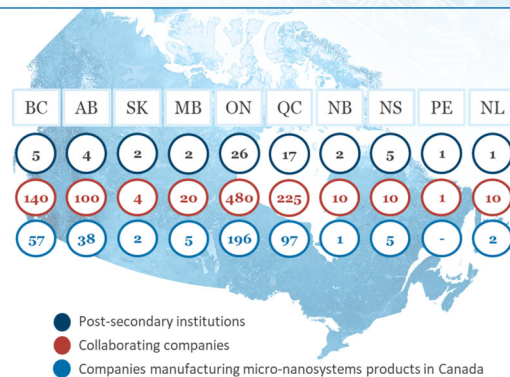 BC AB SK MB ON QC NB NS PE NL
5 4 2 2 26 17 2 5 1 1
140 100 4 20 480 225 10 10 1 10
57 38 2 5 196 97 1 5 - 2
Post-secondary institutions
Collaborating companies
Companies manufacturing micro-nanosystems products in Canada